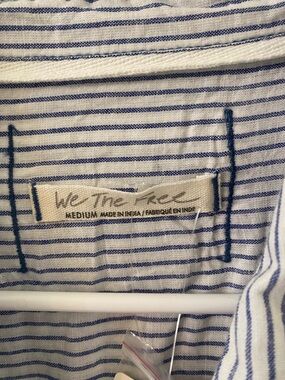 We The Free
MEDIUM MADE IN INDIA / FABRIQUÉ EN INDE